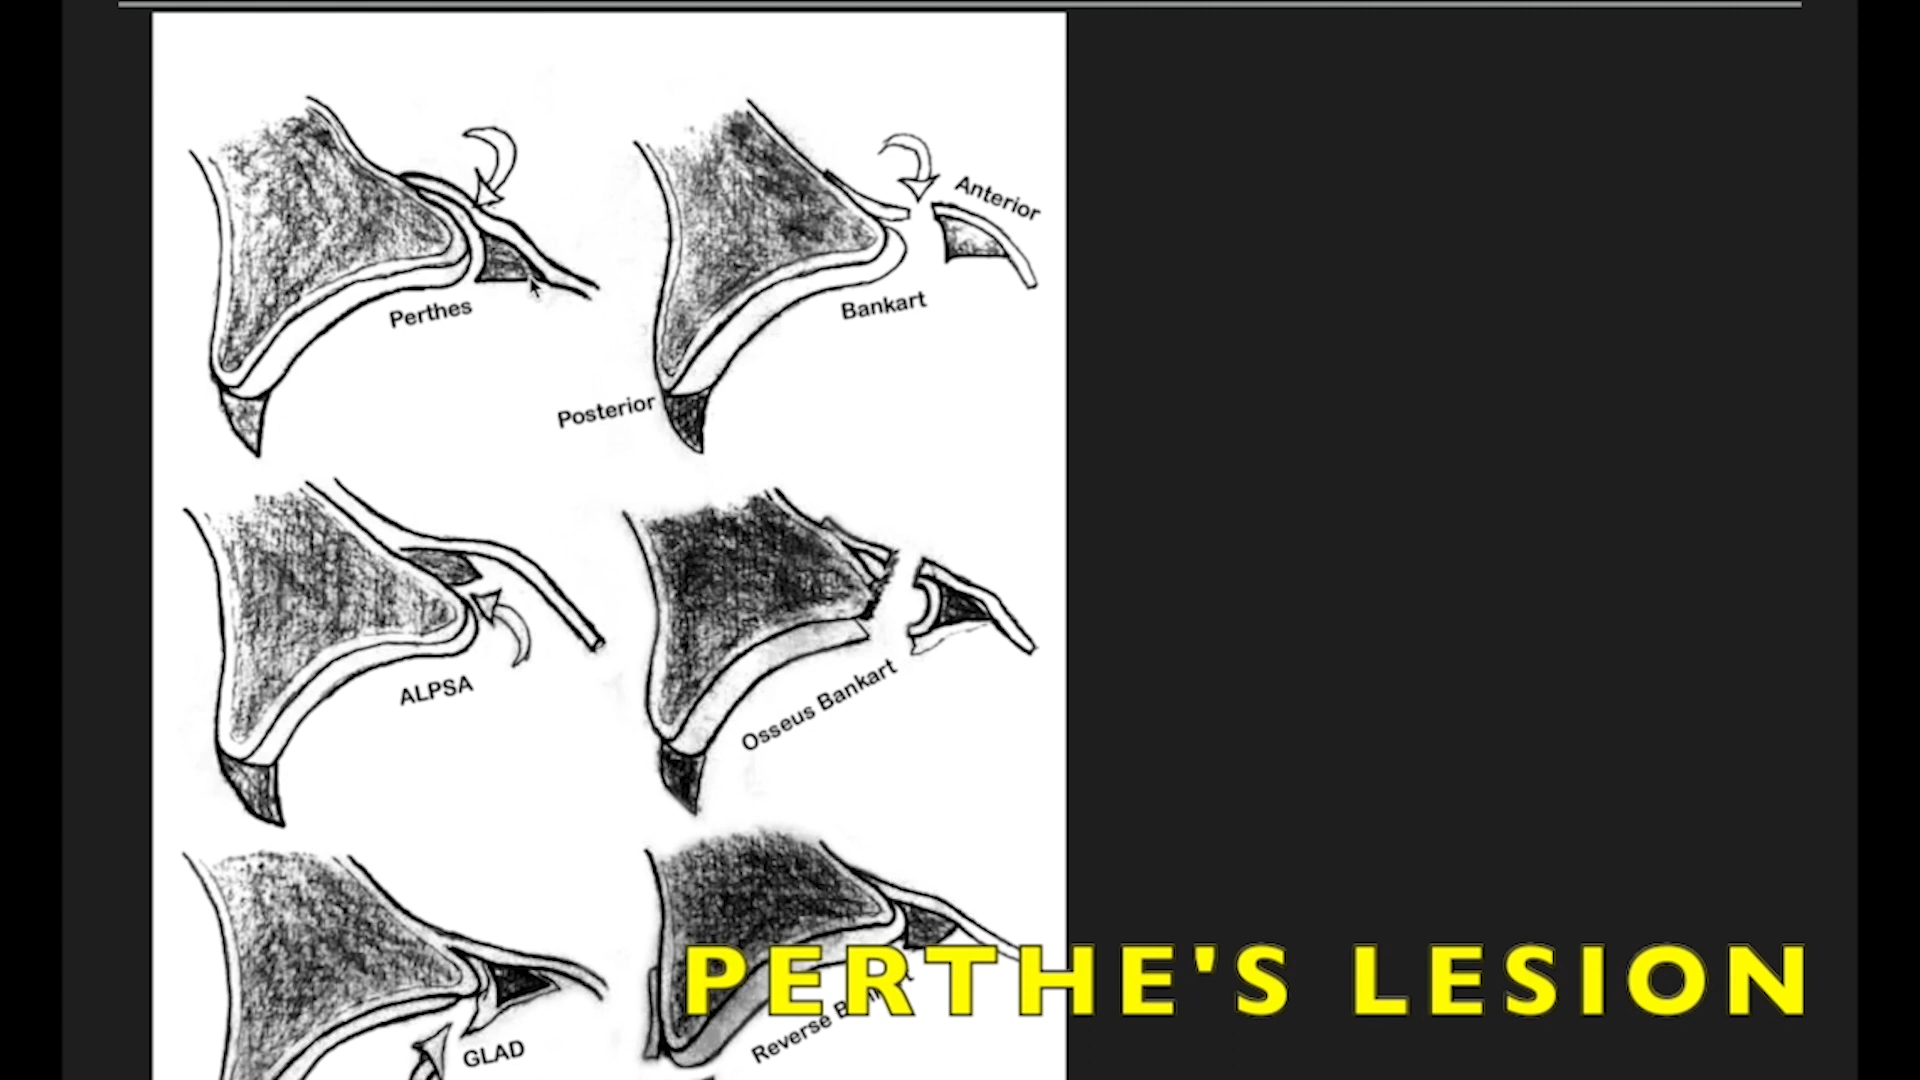 Anterior
Perthes
Bankart
Posterior
ALPSA
Osseus Bankart
GLAD
Reverse
PERTHE'S LESION